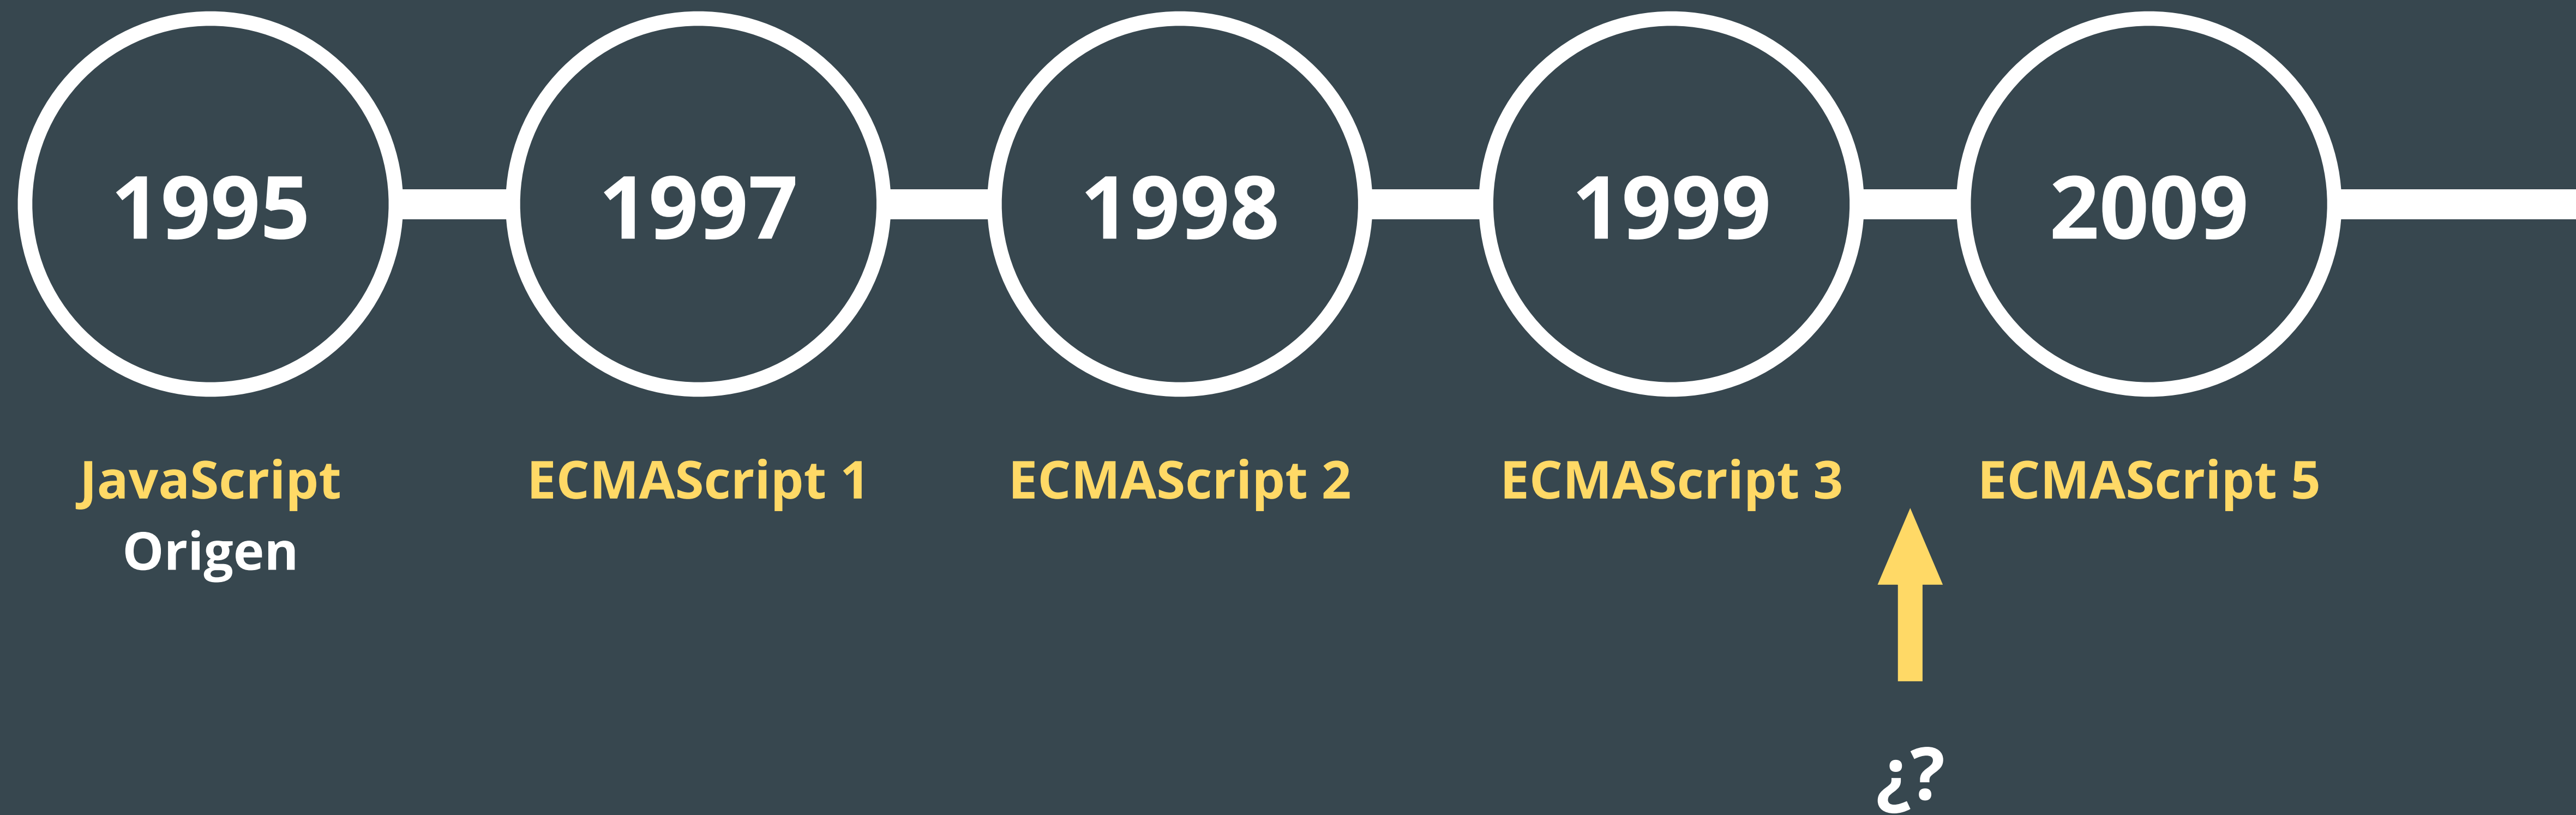 1995 1997 1998 1999 2009
JavaScript ECMAScript 1 ECMAScript 2 ECMAScript 3 ECMAScript 5
Origen
¿?